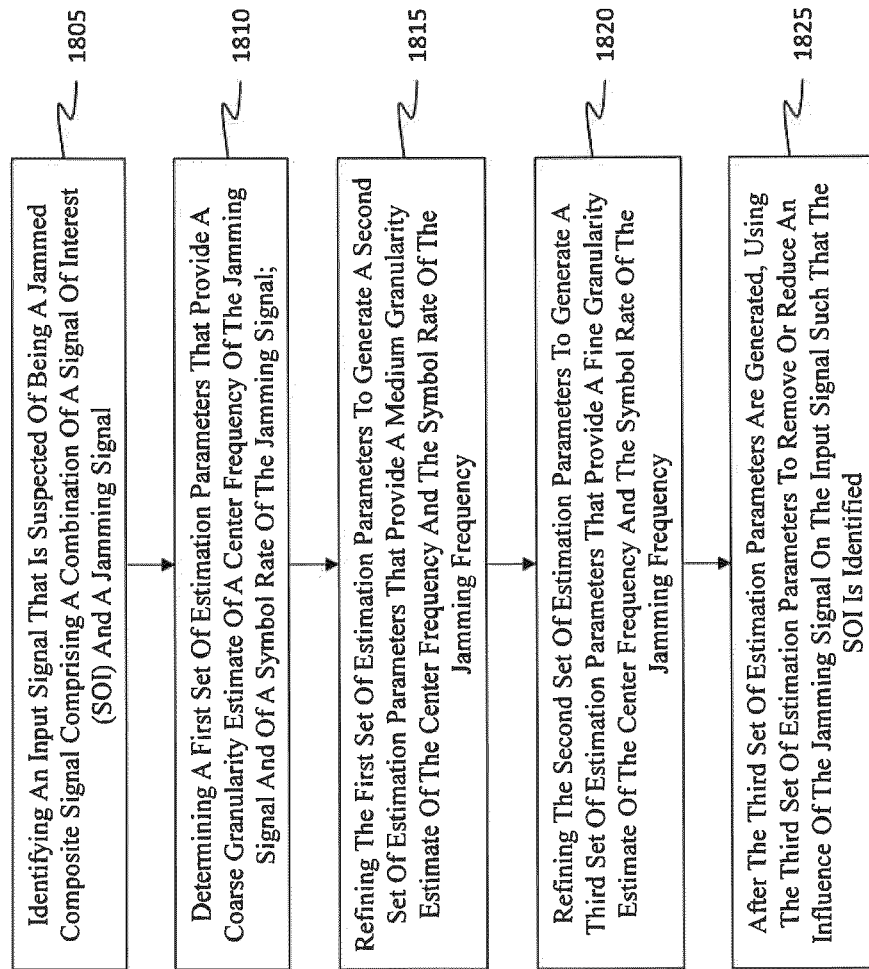 Identifying An Input Signal That Is Suspected Of Being A Jammed
Composite Signal Comprising A Combination Of A Signal Of Interest
(SOI) And A Jamming Signal
1805
Determining A First Set Of Estimation Parameters That Provide A
Coarse Granularity Estimate Of A Center Frequency Of The Jamming
Signal And Of A Symbol Rate Of The Jamming Signal;
1810
Refining The First Set Of Estimation Parameters To Generate A Second
Set Of Estimation Parameters That Provide A Medium Granularity
Estimate Of The Center Frequency And The Symbol Rate Of The
Jamming Frequency
1815
Refining The Second Set Of Estimation Parameters To Generate A
Third Set Of Estimation Parameters That Provide A Fine Granularity
Estimate Of The Center Frequency And The Symbol Rate Of The
Jamming Frequency
1820
After The Third Set Of Estimation Parameters Are Generated, Using
The Third Set Of Estimation Parameters To Remove Or Reduce An
Influence Of The Jamming Signal On The Input Signal Such That The
SOI Is Identified
1825